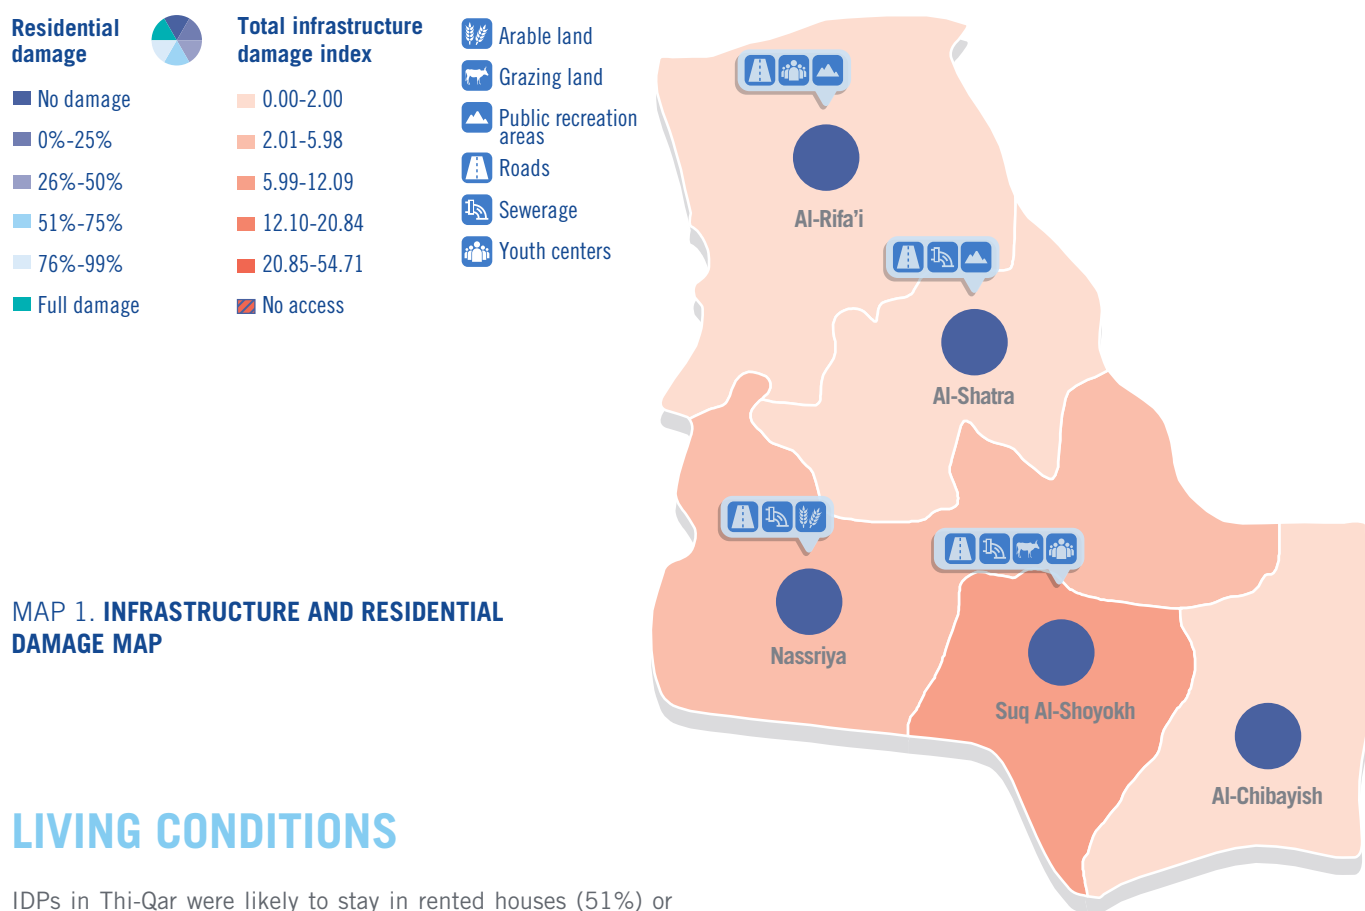 Residential
damage
No damage
0%-25%
26%-50%
51%-75%
76%-99%
Full damage
Total infrastructure
damage index
0.00-2.00
2.01-5.98
5.99-12.09
12.10-20.84
20.85-54.71
No access
Arable land
Grazing land
Public recreation
areas
Roads
Sewerage
Youth centers
Al-Rifa’i
Al-Shatra
Nassriya
Suq Al-Shoyokh
Al-Chibayish
MAP 1. INFRASTRUCTURE AND RESIDENTIAL
DAMAGE MAP
LIVING CONDITIONS
IDPs in Thi-Qar were likely to stay in rented houses (51%) or